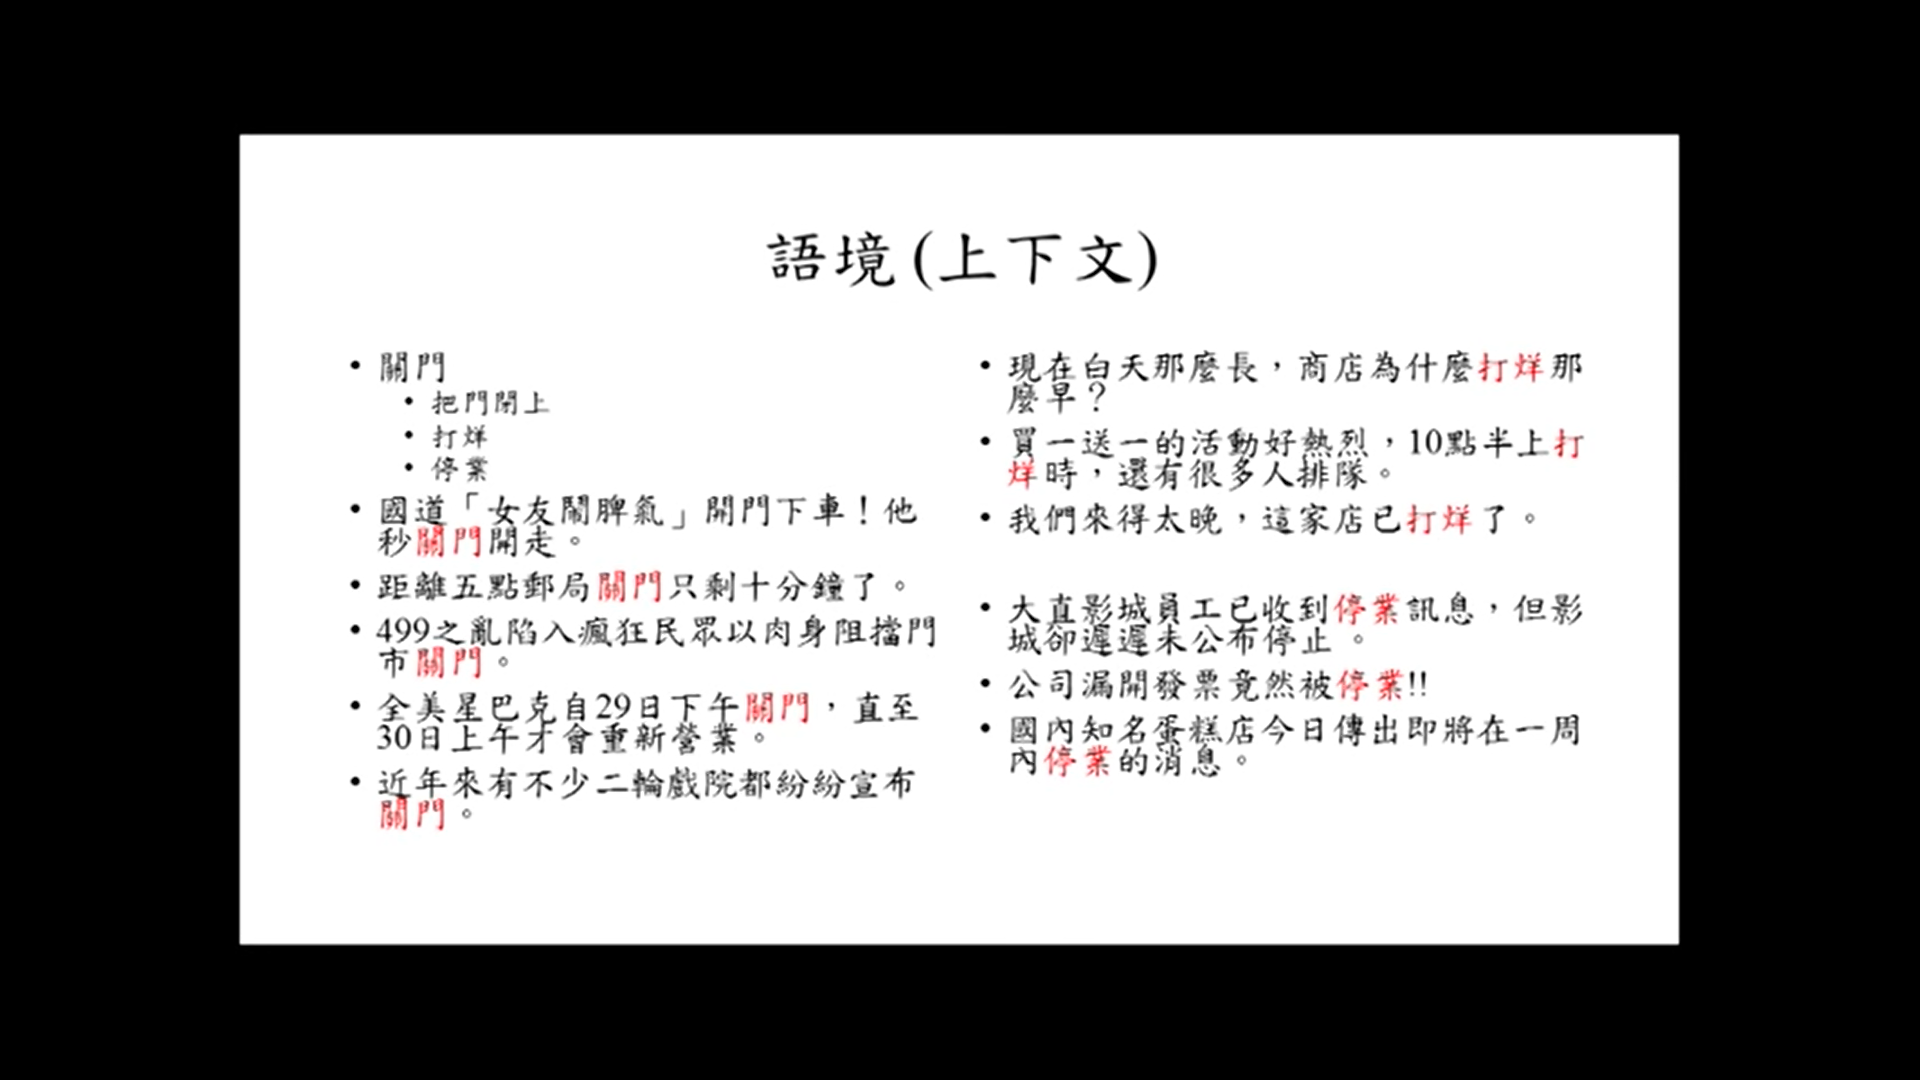 語境(上下文)
• 關門
• 把門閉上
• 打烊
• 停業
• 國道「女友鬧脾氣」開門下車！他
秒關門開走。
• 距離五點郵局關門只剩十分鐘了。
• 499之亂陷入瘋狂民眾以肉身阻擋門
市關門。
• 全美星巴克自29日下午關門，直至
30日上午才會重新營業。
• 近年來有不少二輪戲院都紛紛宣布
關門。
• 現在白天那麼長，商店為什麼打烊那
麼早？
• 買一送一的活動好熱烈，10點半上打
烊時，還有很多人排隊。
• 我們來得太晚，這家店已打烊了。
• 大直影城員工已收到停業訊息，但影
城卻遲遲未公布停止。
• 公司漏開發票竟然被停業!!
• 國內知名蛋糕店今日傳出即將在一周
內停業的消息。